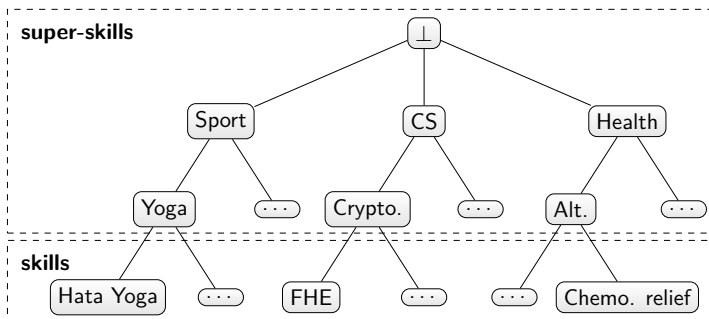 super-skills
⊥
Sport CS Health
Yoga ... Crypto. ... Alt. ...
skills
Hata Yoga ... FHE ... ... Chemo. relief